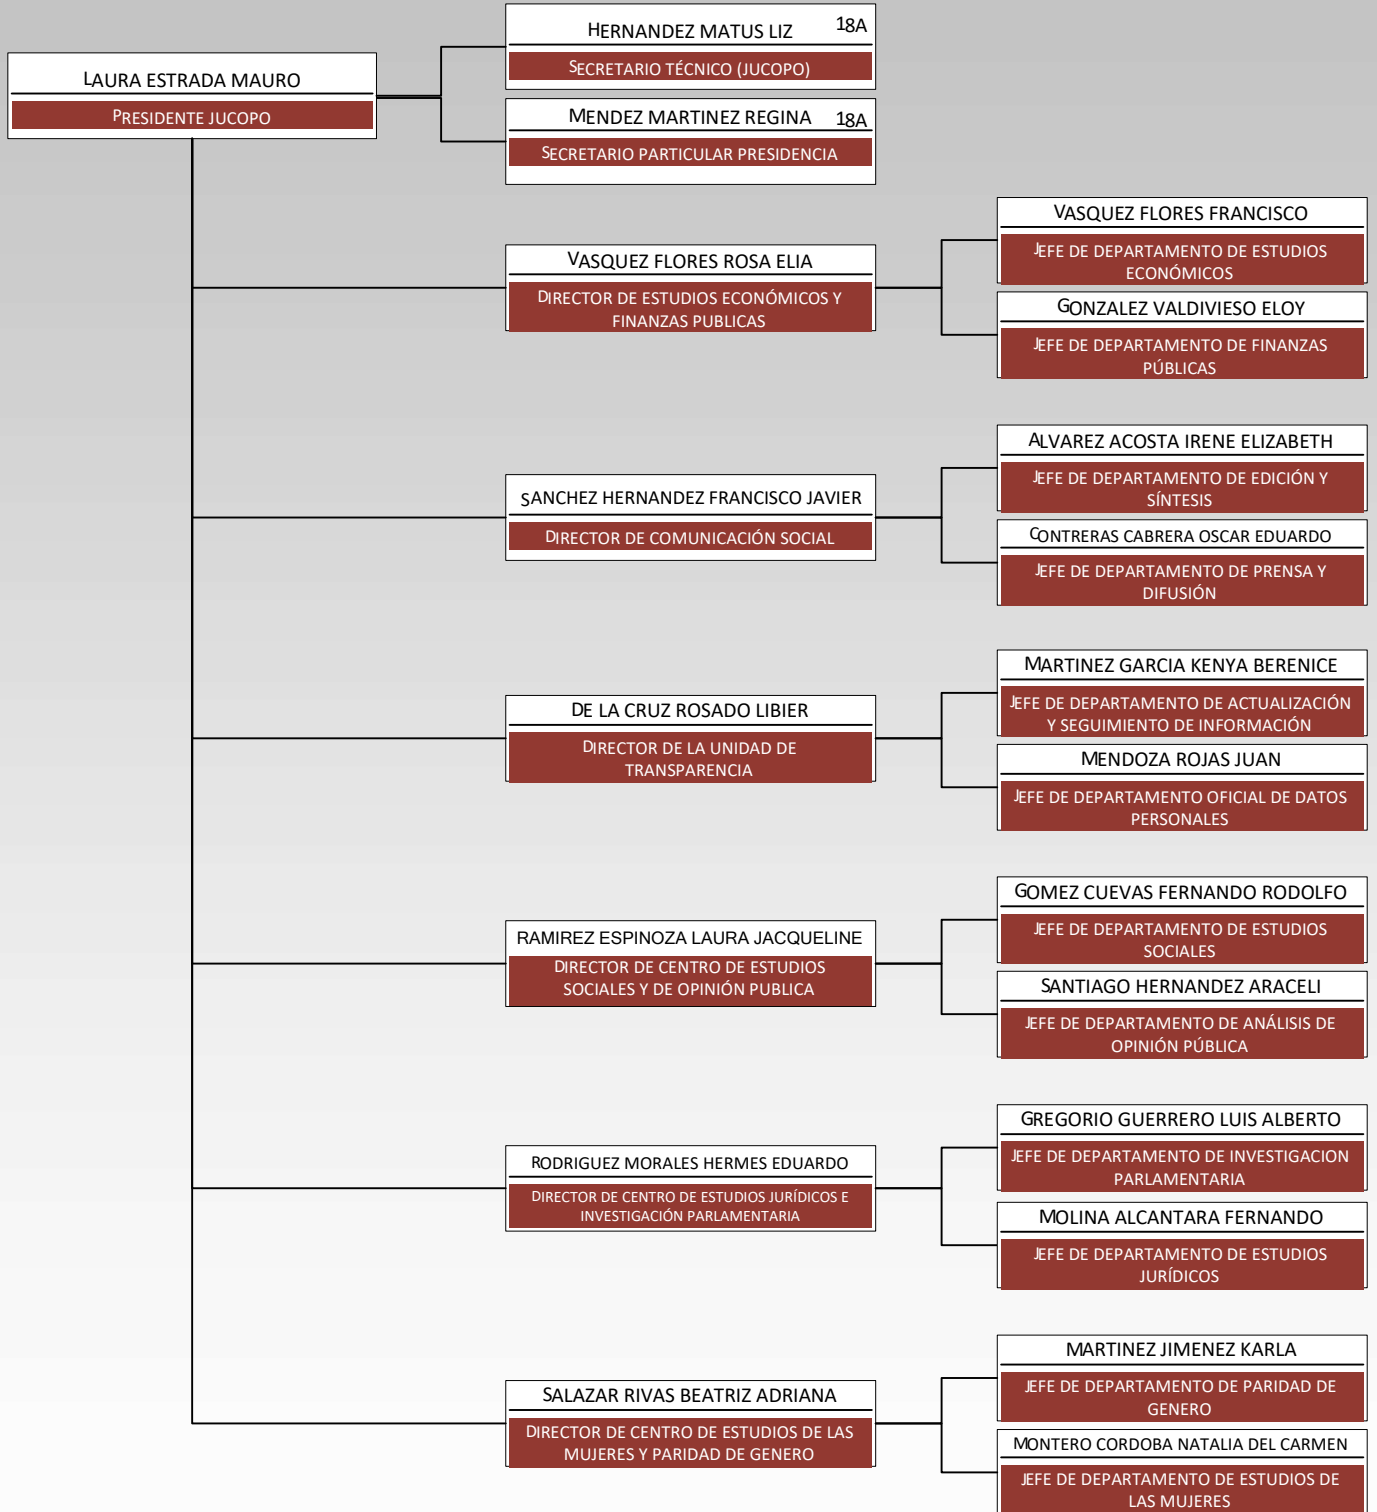 LAURA ESTRADA MAURO
PRESIDENTE JUCOPO
HERNANDEZ MATUS LIZ 18A
SECRETARIO TÉCNICO (JUCOPO)
MENDEZ MARTINEZ REGINA 18A
SECRETARIO PARTICULAR PRESIDENCIA
VASQUEZ FLORES ROSA ELIA
DIRECTOR DE ESTUDIOS ECONÓMICOS Y
FINANZAS PUBLICAS
VASQUEZ FLORES FRANCISCO
JEFE DE DEPARTAMENTO DE ESTUDIOS
ECONÓMICOS
GONZALEZ VALDIVIESO ELOY
JEFE DE DEPARTAMENTO DE FINANZAS
PÚBLICAS
SANCHEZ HERNANDEZ FRANCISCO JAVIER
DIRECTOR DE COMUNICACIÓN SOCIAL
ALVAREZ ACOSTA IRENE ELIZABETH
JEFE DE DEPARTAMENTO DE EDICIÓN Y
SÍNTESIS
CONTRERAS CABRERA OSCAR EDUARDO
JEFE DE DEPARTAMENTO DE PRENSA Y
DIFUSIÓN
DE LA CRUZ ROSADO LIBIER
DIRECTOR DE LA UNIDAD DE
TRANSPARENCIA
MARTINEZ GARCIA KENYA BERENICE
JEFE DE DEPARTAMENTO DE ACTUALIZACIÓN
Y SEGUIMIENTO DE INFORMACIÓN
MENDOZA ROJAS JUAN
JEFE DE DEPARTAMENTO OFICIAL DE DATOS
PERSONALES
RAMIREZ ESPINOZA LAURA JACQUELINE
DIRECTOR DE CENTRO DE ESTUDIOS
SOCIALES Y DE OPINIÓN PUBLICA
GOMEZ CUEVAS FERNANDO RODOLFO
JEFE DE DEPARTAMENTO DE ESTUDIOS
SOCIALES
SANTIAGO HERNANDEZ ARACELI
JEFE DE DEPARTAMENTO DE ANÁLISIS DE
OPINIÓN PÚBLICA
RODRIGUEZ MORALES HERMES EDUARDO
DIRECTOR DE CENTRO DE ESTUDIOS JURÍDICOS E
INVESTIGACIÓN PARLAMENTARIA
GREGORIO GUERRERO LUIS ALBERTO
JEFE DE DEPARTAMENTO DE INVESTIGACION
PARLAMENTARIA
MOLINA ALCANTARA FERNANDO
JEFE DE DEPARTAMENTO DE ESTUDIOS
JURÍDICOS
SALAZAR RIVAS BEATRIZ ADRIANA
DIRECTOR DE CENTRO DE ESTUDIOS DE LAS
MUJERES Y PARIDAD DE GENERO
MARTINEZ JIMENEZ KARLA
JEFE DE DEPARTAMENTO DE PARIDAD DE
GENERO
MONTERO CORDOBA NATALIA DEL CARMEN
JEFE DE DEPARTAMENTO DE ESTUDIOS DE
LAS MUJERES